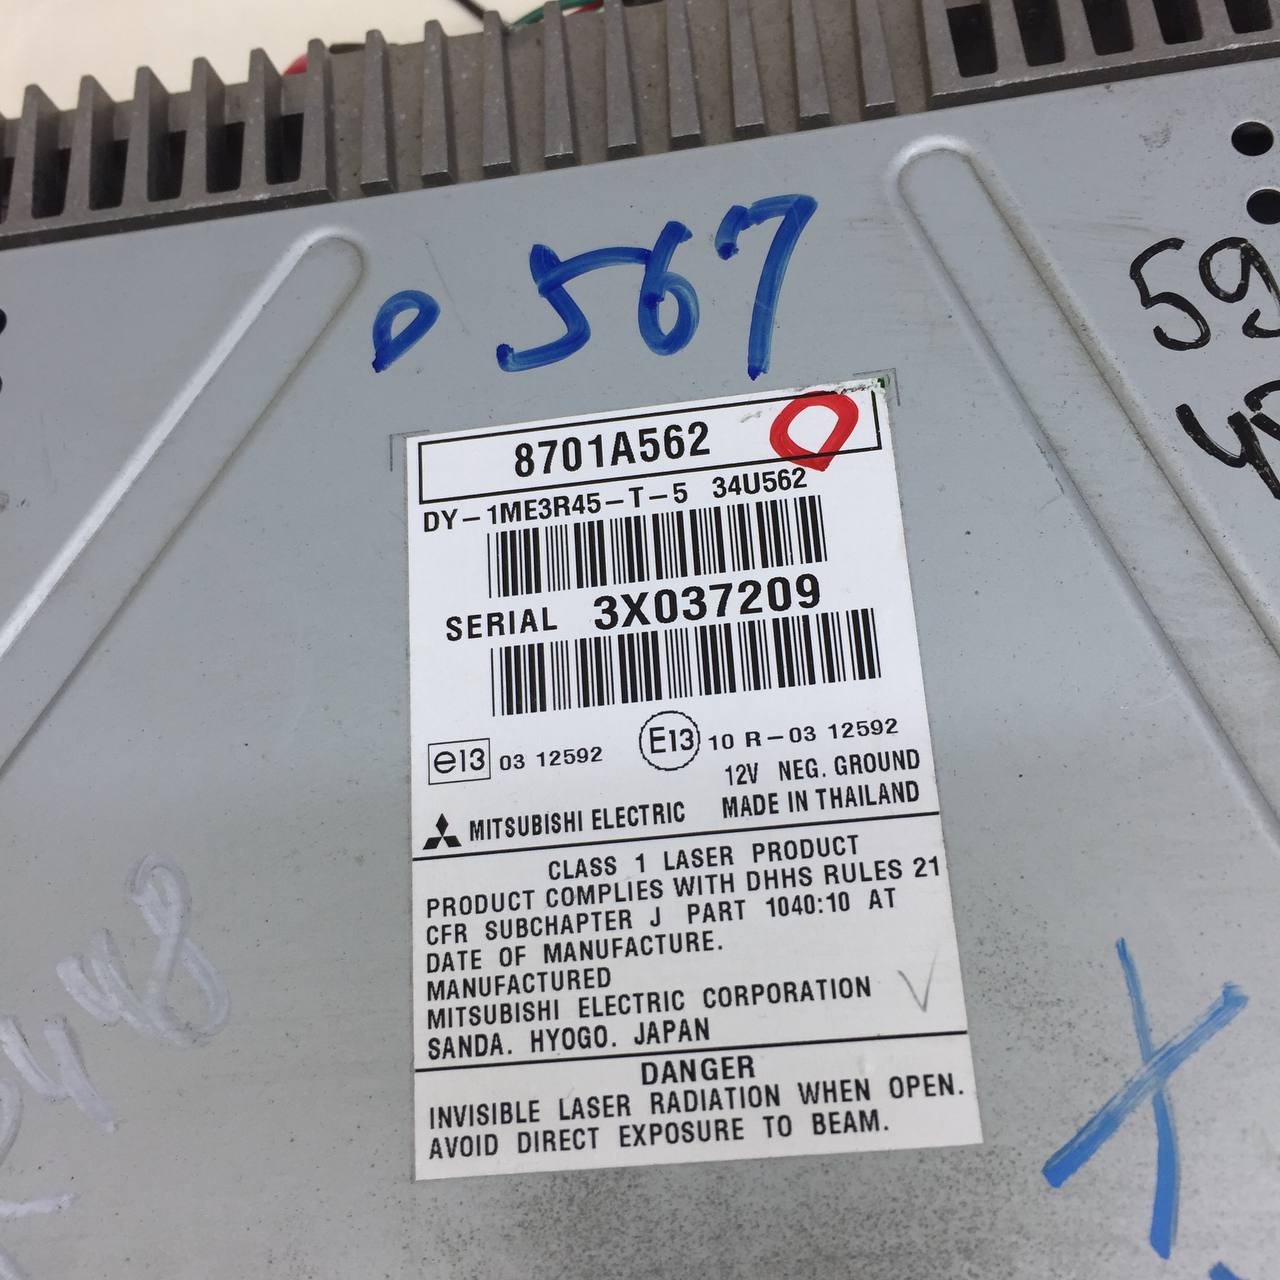 0567
59
8701A562
DY-1ME3R45-T-5 34U562
SERIAL 3X037209
e13 03 12592 E13 10 R-03 12592
12V NEG. GROUND
MITSUBISHI ELECTRIC MADE IN THAILAND
CLASS 1 LASER PRODUCT
PRODUCT COMPLIES WITH DHHS RULES 21
CFR SUBCHAPTER J PART 1040:10 AT
DATE OF MANUFACTURE.
MANUFACTURED
MITSUBISHI ELECTRIC CORPORATION
SANDA. HYOGO. JAPAN
DANGER
INVISIBLE LASER RADIATION WHEN OPEN.
AVOID DIRECT EXPOSURE TO BEAM.
448
X